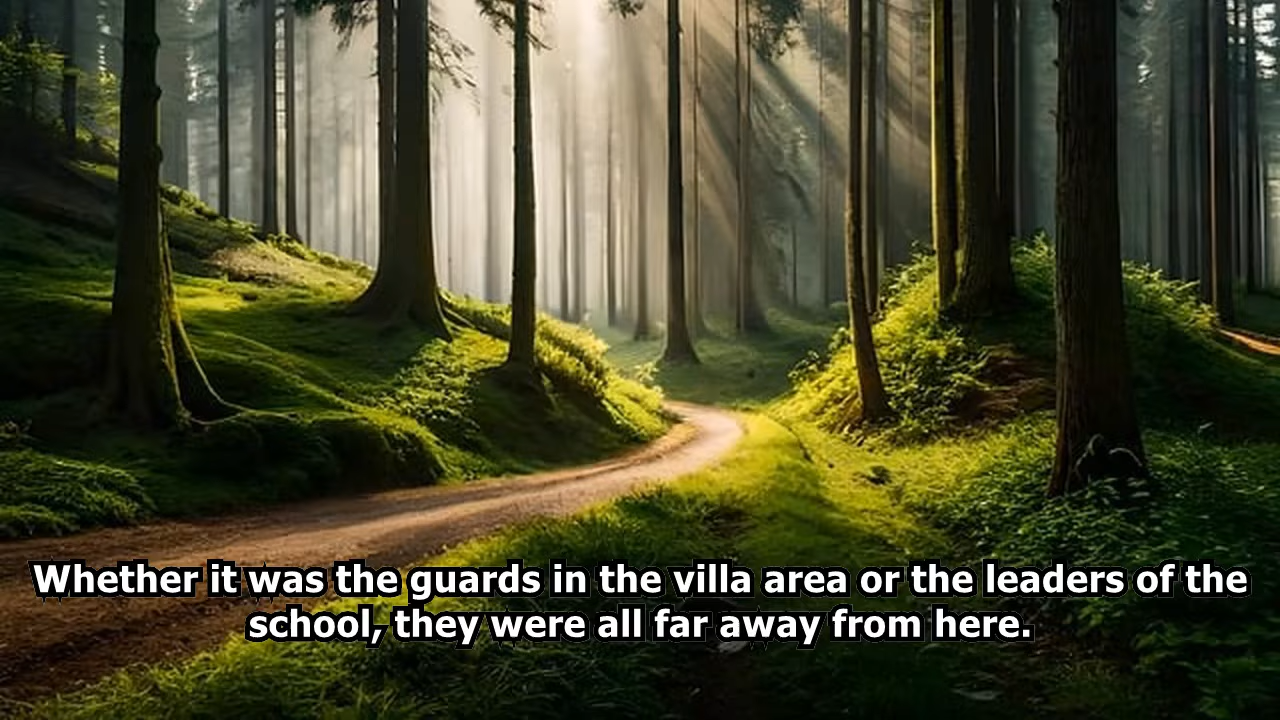 Whether it was the guards in the villa area or the leaders of the
school, they were all far away from here.